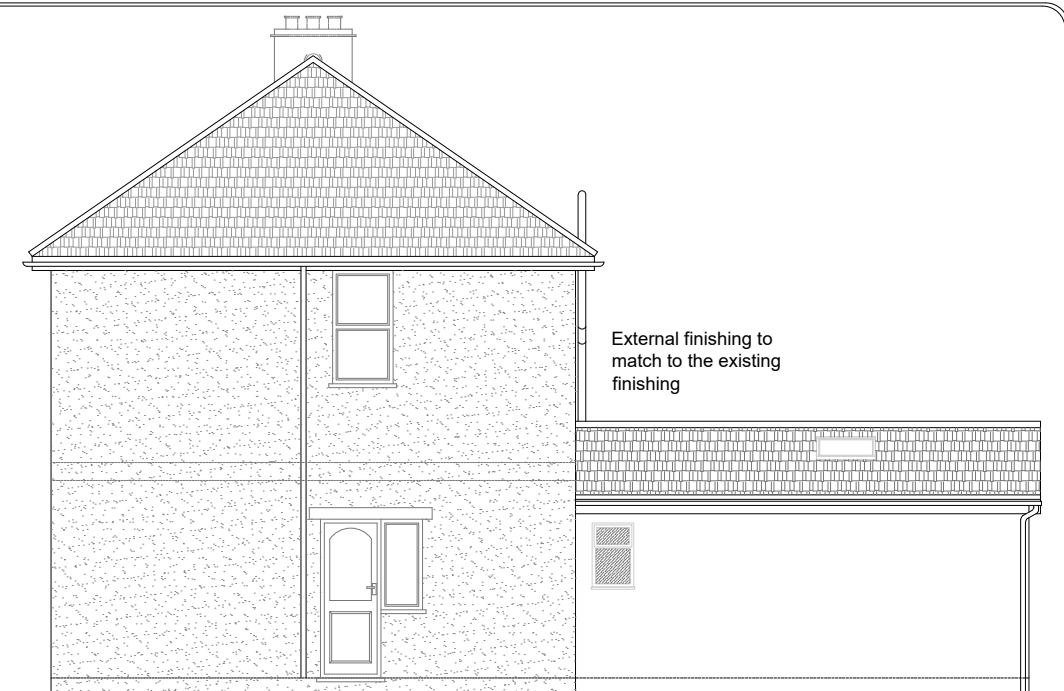 External finishing to
match to the existing
finishing